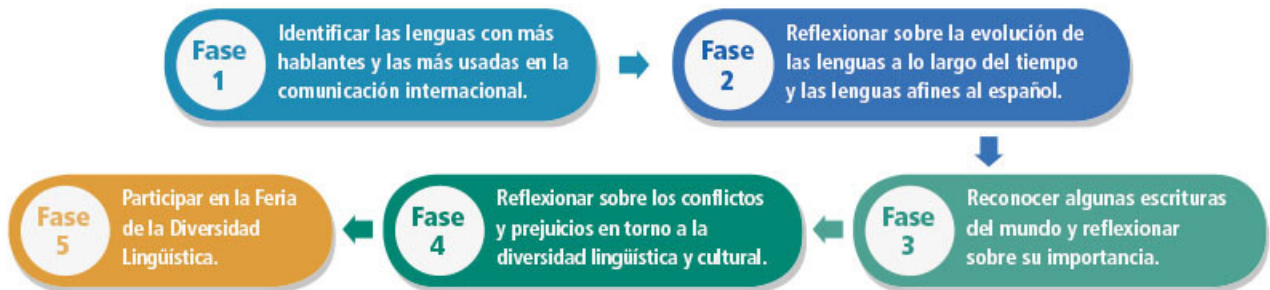 Fase
1
Identificar las lenguas con más
hablantes y las más usadas en la
comunicación internacional.
Fase
2
Reflexionar sobre la evolución de
las lenguas a lo largo del tiempo
y las lenguas afines al español.
Fase
3
Reconocer algunas escrituras
del mundo y reflexionar
sobre su importancia.
Fase
4
Reflexionar sobre los conflictos
y prejuicios en torno a la
diversidad lingüística y cultural.
Fase
5
Participar en la Feria
de la Diversidad
Lingüística.